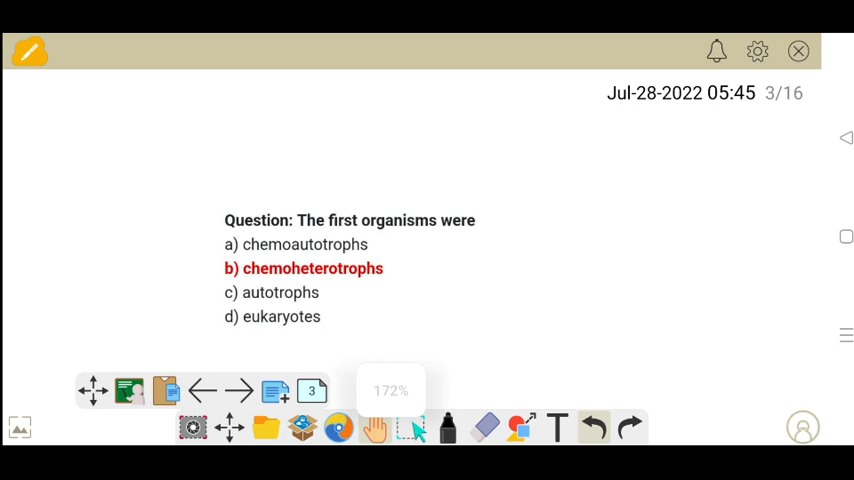 Jul-28-2022 05:45 3/16
Question: The first organisms were
a) chemoautotrophs
b) chemoheterotrophs
c) autotrophs
d) eukaryotes
3
172%
T